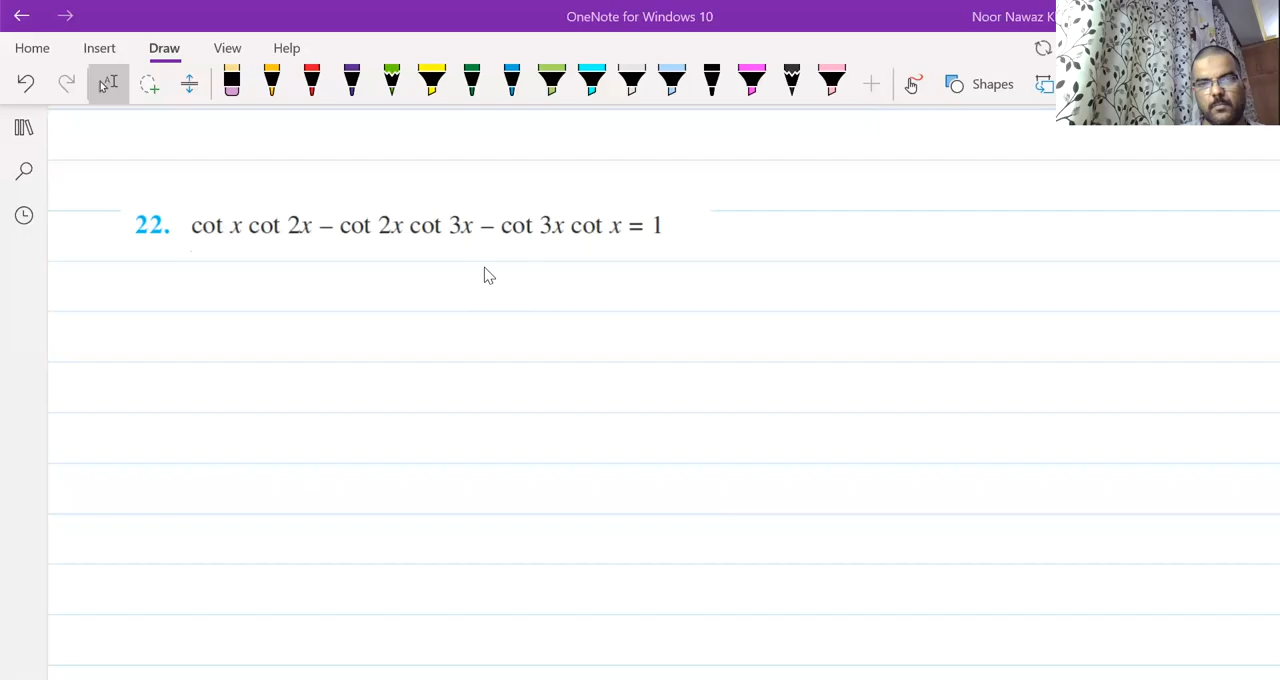 OneNote for Windows 10
Noor Nawaz K
Home Insert Draw View Help
Shapes
22. cot x cot 2x – cot 2x cot 3x – cot 3x cot x = 1